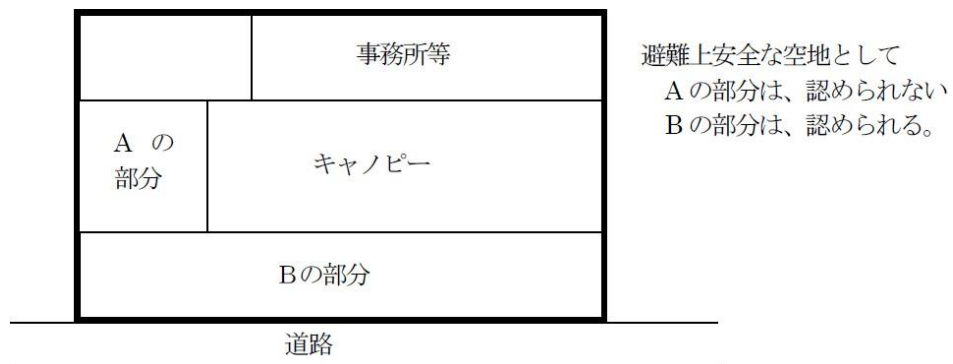 事務所等
避難上安全な空地として
Aの部分は、認められない
Bの部分は、認められる。
Aの
部分
キャノピー
Bの部分
道路